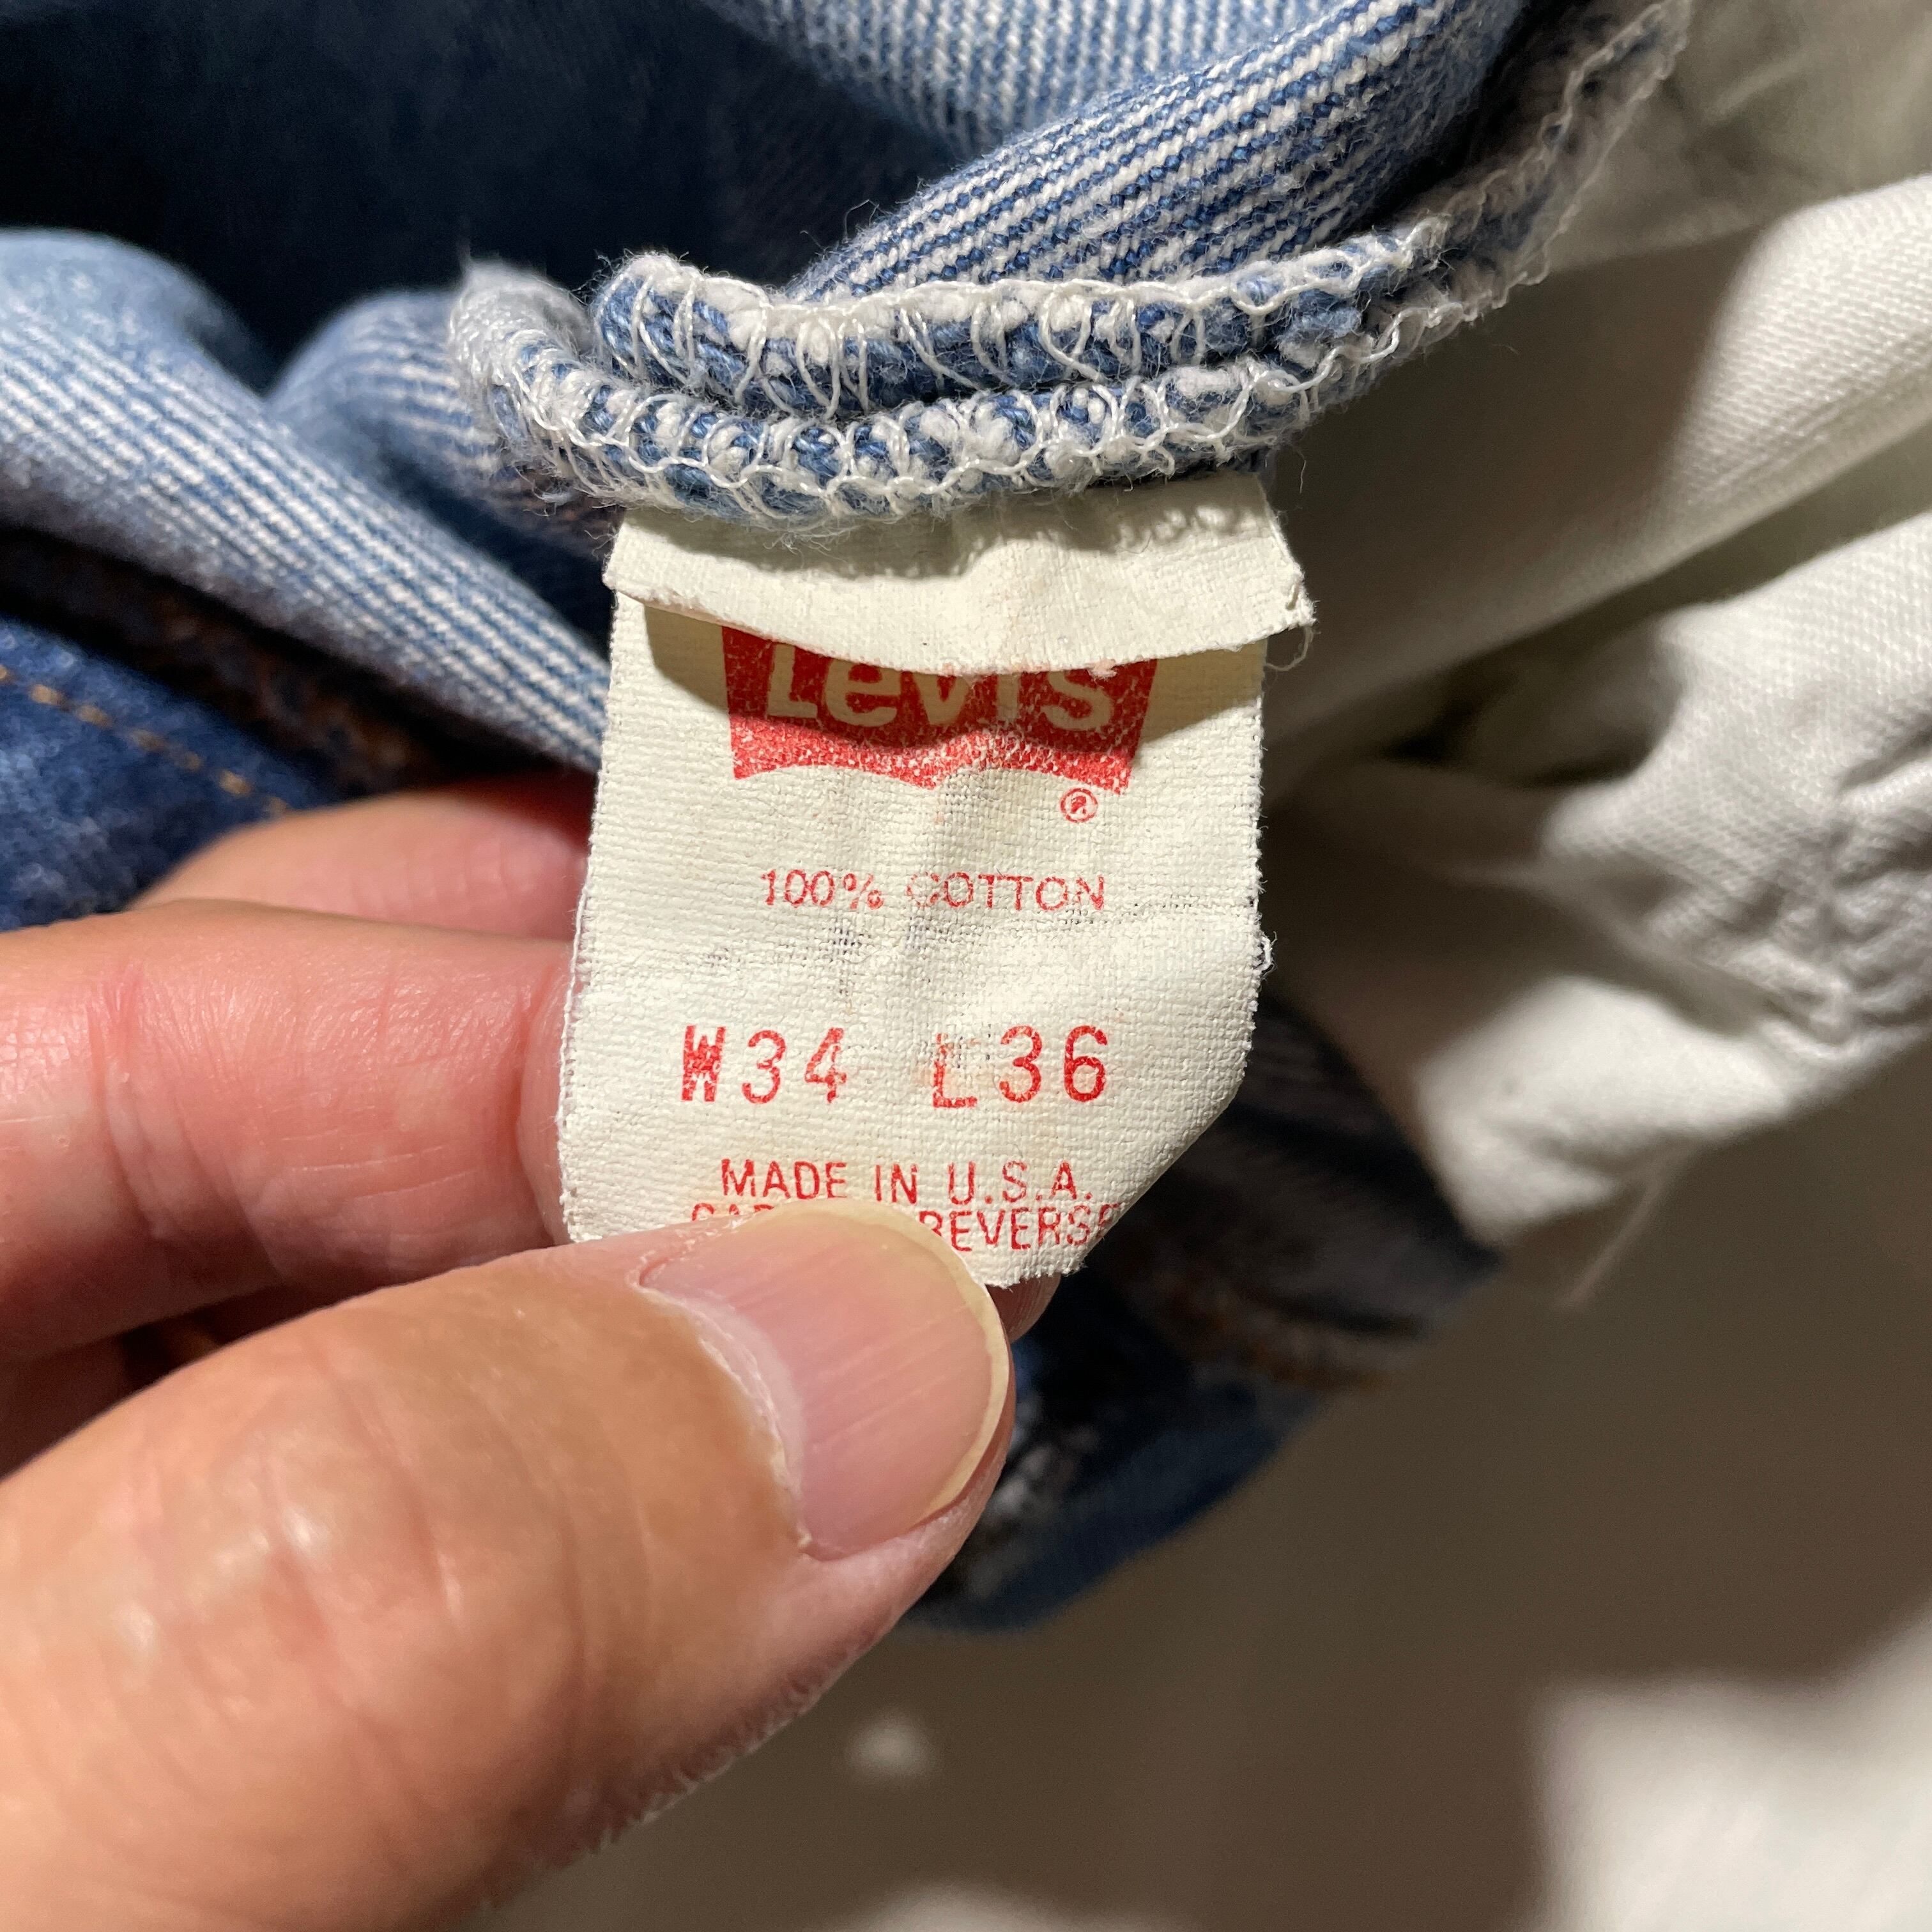 Levi's
®
100% COTTON
W34 L36
MADE IN U.S.A.